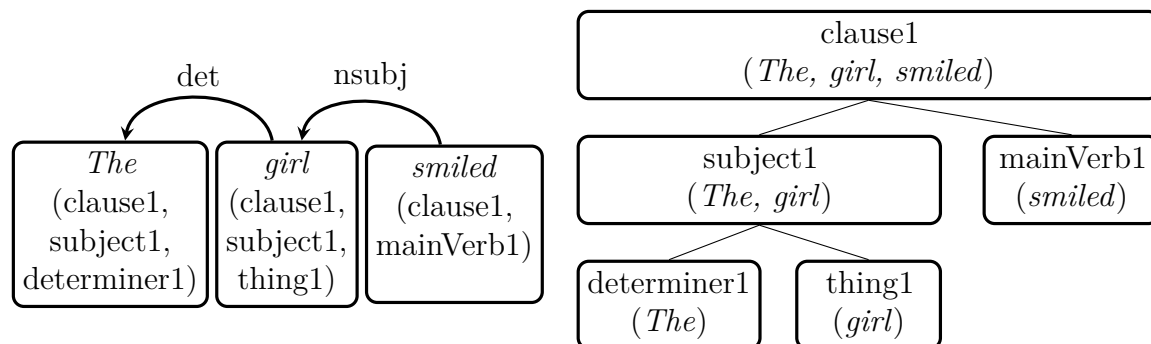 det
nsubj
The
(clause1,
subject1,
determiner1)
girl
(clause1,
subject1,
thing1)
smiled
(clause1,
mainVerb1)
clause1
(The, girl, smiled)
subject1
(The, girl)
mainVerb1
(smiled)
determiner1
(The)
thing1
(girl)